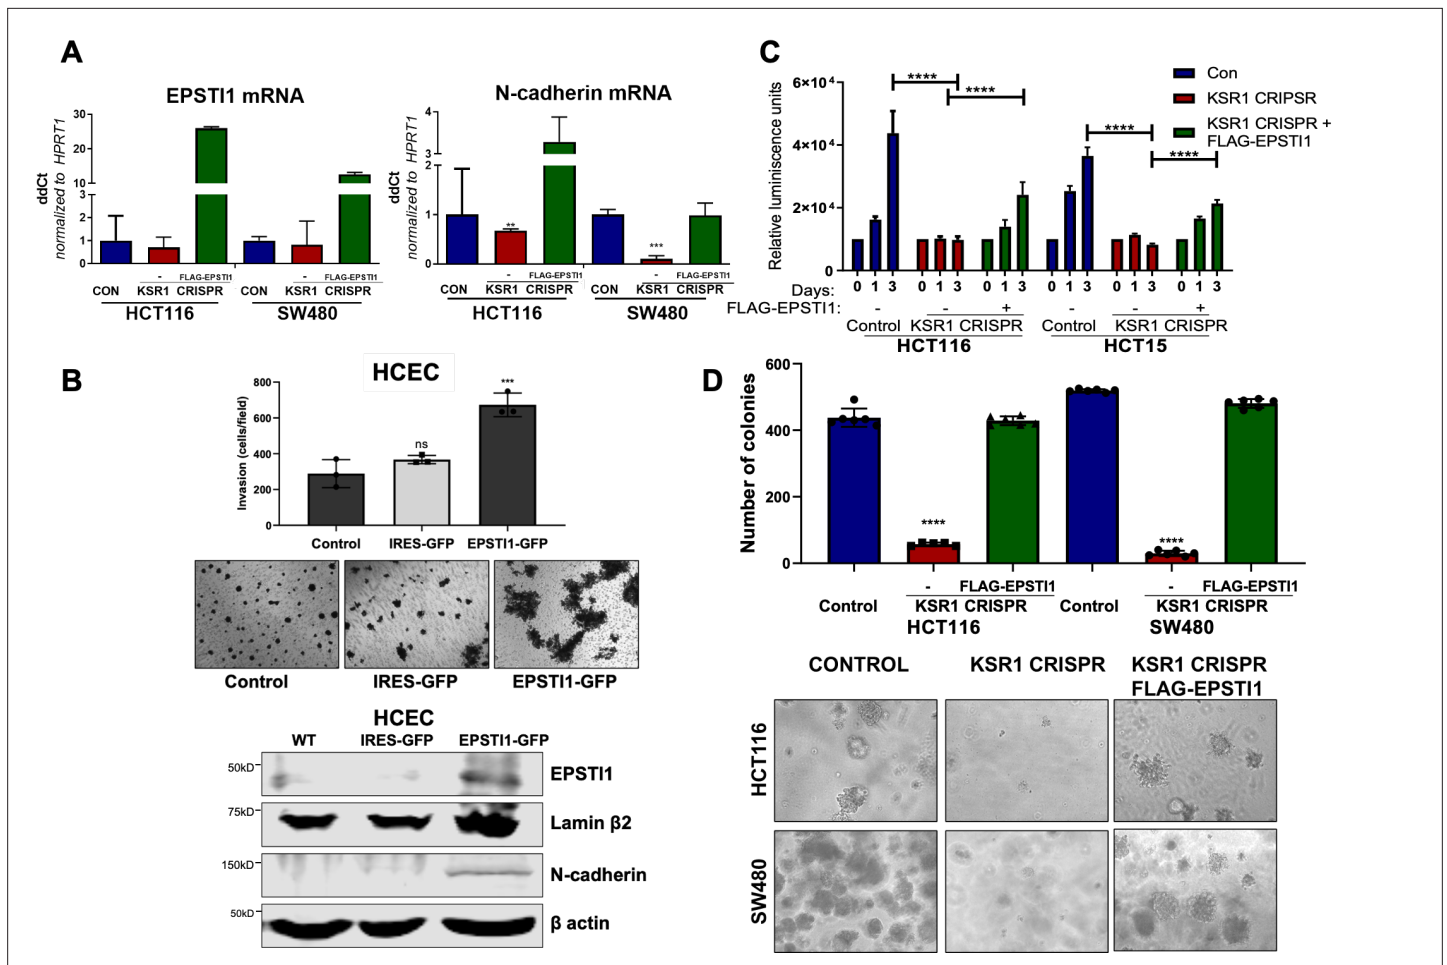 A
EPSTI1 mRNA
ddCt
normalized to HPRT1
30
20
10
3
2
1
0
-
FLAG-EPSTI1
CON
KSR1 CRISPR
HCT116
-
FLAG-EPSTI1
CON
KSR1 CRISPR
SW480
N-cadherin mRNA
ddCt
normalized to HPRT1
4
3
2
1
0
**
***
-
FLAG-EPSTI1
CON
KSR1 CRISPR
HCT116
-
FLAG-EPSTI1
CON
KSR1 CRISPR
SW480
C
Relative luminiscence units
6×10⁴
4×10⁴
2×10⁴
0
****
****
****
****
Con
KSR1 CRIPSR
KSR1 CRISPR +
FLAG-EPSTI1
Days: 0 1 3 0 1 3 0 1 3 0 1 3 0 1 3 0 1 3
FLAG-EPSTI1: - - + - - +
Control KSR1 CRISPR Control KSR1 CRISPR
HCT116 HCT15
B
HCEC
Invasion (cells/field)
800
600
400
200
0
ns
***
Control IRES-GFP EPSTI1-GFP
Control IRES-GFP EPSTI1-GFP
HCEC
WT IRES-GFP EPSTI1-GFP
50kD EPSTI1
75kD Lamin β2
150kD N-cadherin
50kD β actin
D
Number of colonies
600
400
200
0
****
****
- FLAG-EPSTI1 - FLAG-EPSTI1
Control KSR1 CRISPR Control KSR1 CRISPR
HCT116 SW480
CONTROL KSR1 CRISPR KSR1 CRISPR
FLAG-EPSTI1
HCT116
SW480